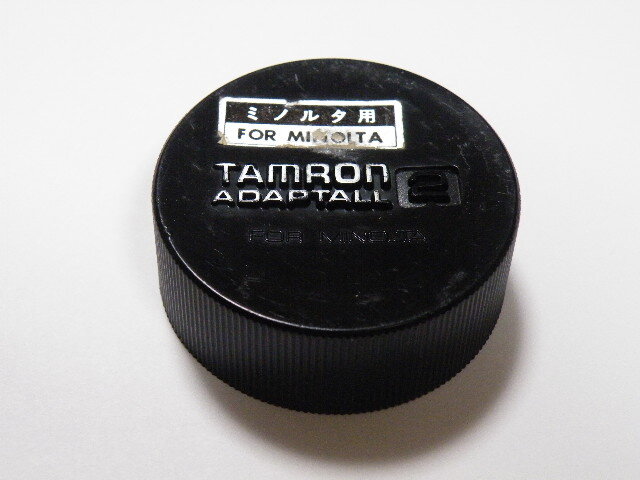 ミノルタ用
FOR MINOLTA
TAMRON
ADAPTALL 2
FOR MINOLTA